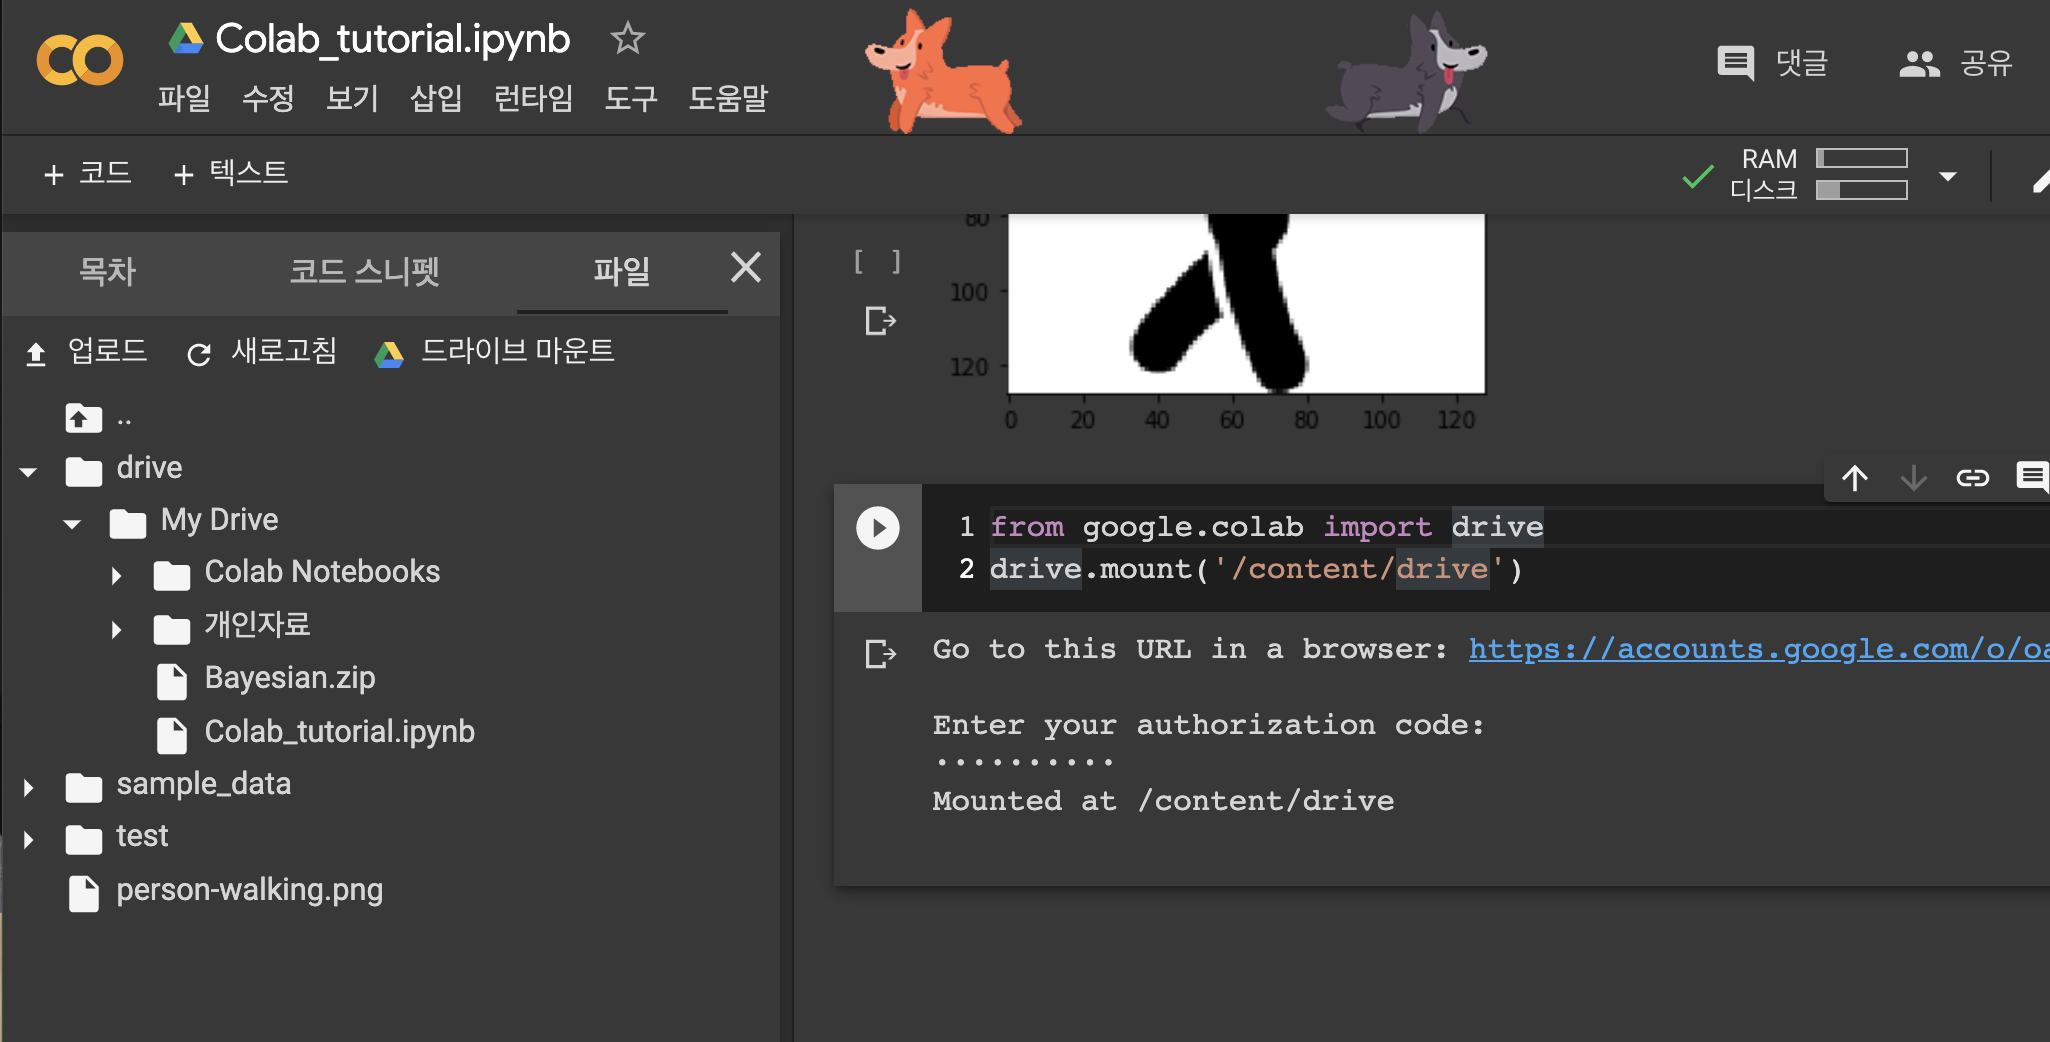 Colab_tutorial.ipynb
파일 수정 보기 삽입 런타임 도구 도움말
댓글 공유
+ 코드 + 텍스트
RAM
디스크
목차 코드 스니펫 파일
업로드 새로고침 드라이브 마운트
..
drive
My Drive
Colab Notebooks
개인자료
Bayesian.zip
Colab_tutorial.ipynb
sample_data
test
person-walking.png
[ ]
80
100
120
0 20 40 60 80 100 120
1 from google.colab import drive
2 drive.mount('/content/drive')
Go to this URL in a browser: https://accounts.google.com/o/oa
Enter your authorization code:
··········
Mounted at /content/drive